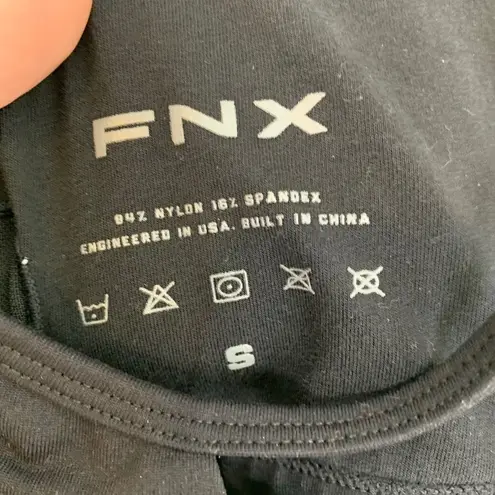 FNX
84% NYLON 16% SPANDEX
ENGINEERED IN USA. BUILT IN CHINA
S